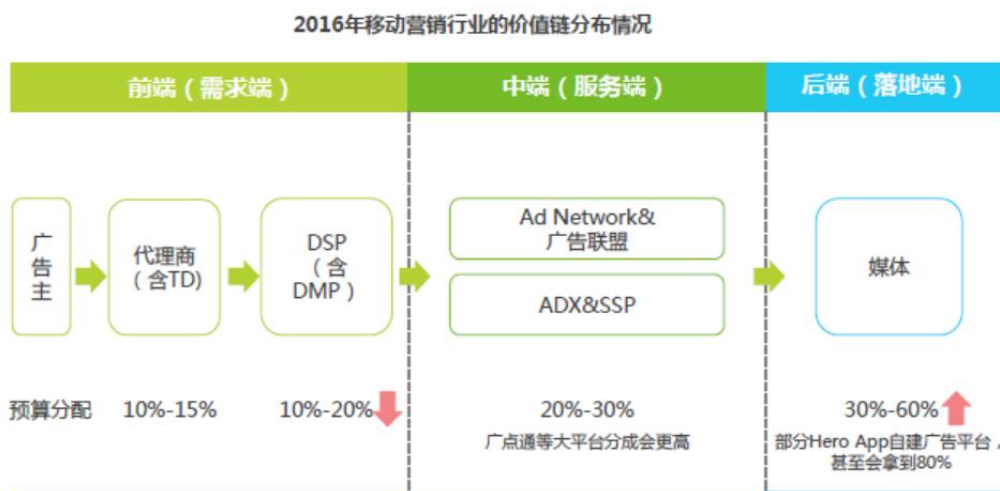 2016年移动营销行业的价值链分布情况
前端（需求端）
中端（服务端）
后端（落地端）
广
告
主
代理商
（含TD)
DSP
（含
DMP）
Ad Network&
广告联盟
ADX&SSP
媒体
预算分配
10%-15%
10%-20%
20%-30%
30%-60%
广点通等大平台分成会更高
部分Hero App自建广告平台，
甚至会拿到80%